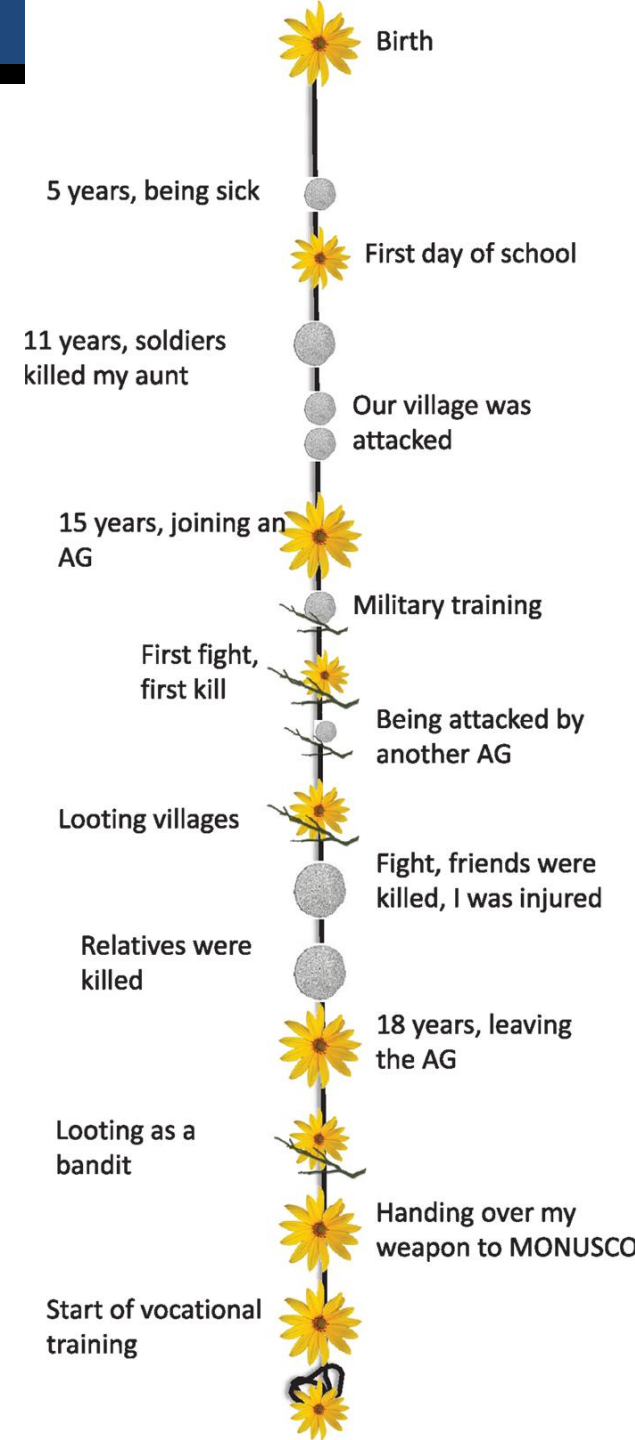 Birth
5 years, being sick
First day of school
11 years, soldiers
killed my aunt
Our village was
attacked
15 years, joining an
AG
Military training
First fight,
first kill
Being attacked by
another AG
Looting villages
Fight, friends were
killed, I was injured
Relatives were
killed
18 years, leaving
the AG
Looting as a
bandit
Handing over my
weapon to MONUSCO
Start of vocational
training